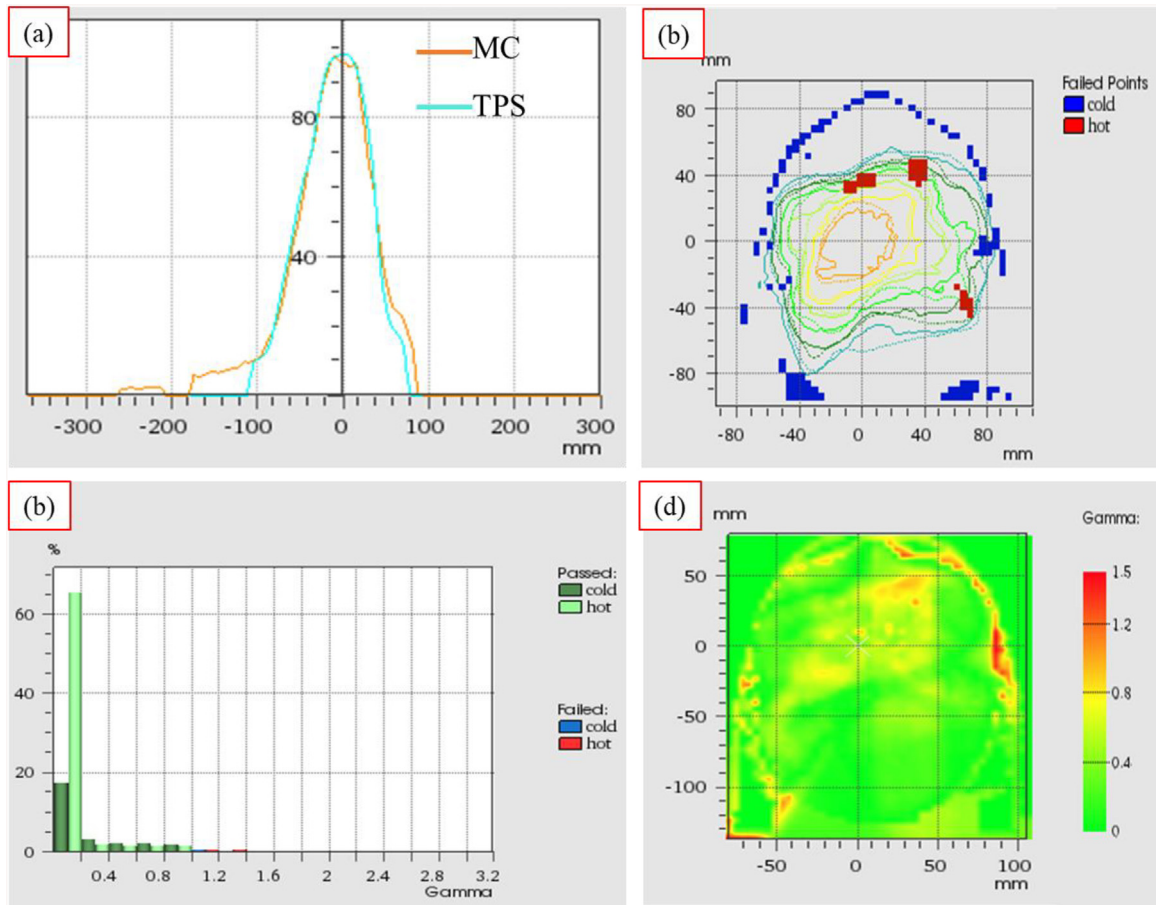 (a)
MC
TPS
80
40
-300 -200 -100 0 100 200 300
mm
(b)
mm
Failed Points
cold
hot
80
40
0
-40
-80
-80 -40 0 40 80
mm
(b)
%
60
40
20
0
Passed:
cold
hot
Failed:
cold
hot
0.4 0.8 1.2 1.6 2 2.4 2.8 3.2
Gamma
(d)
mm
50
0
-50
-100
-50 0 50 100
mm
Gamma:
1.5
1.2
0.8
0.4
0